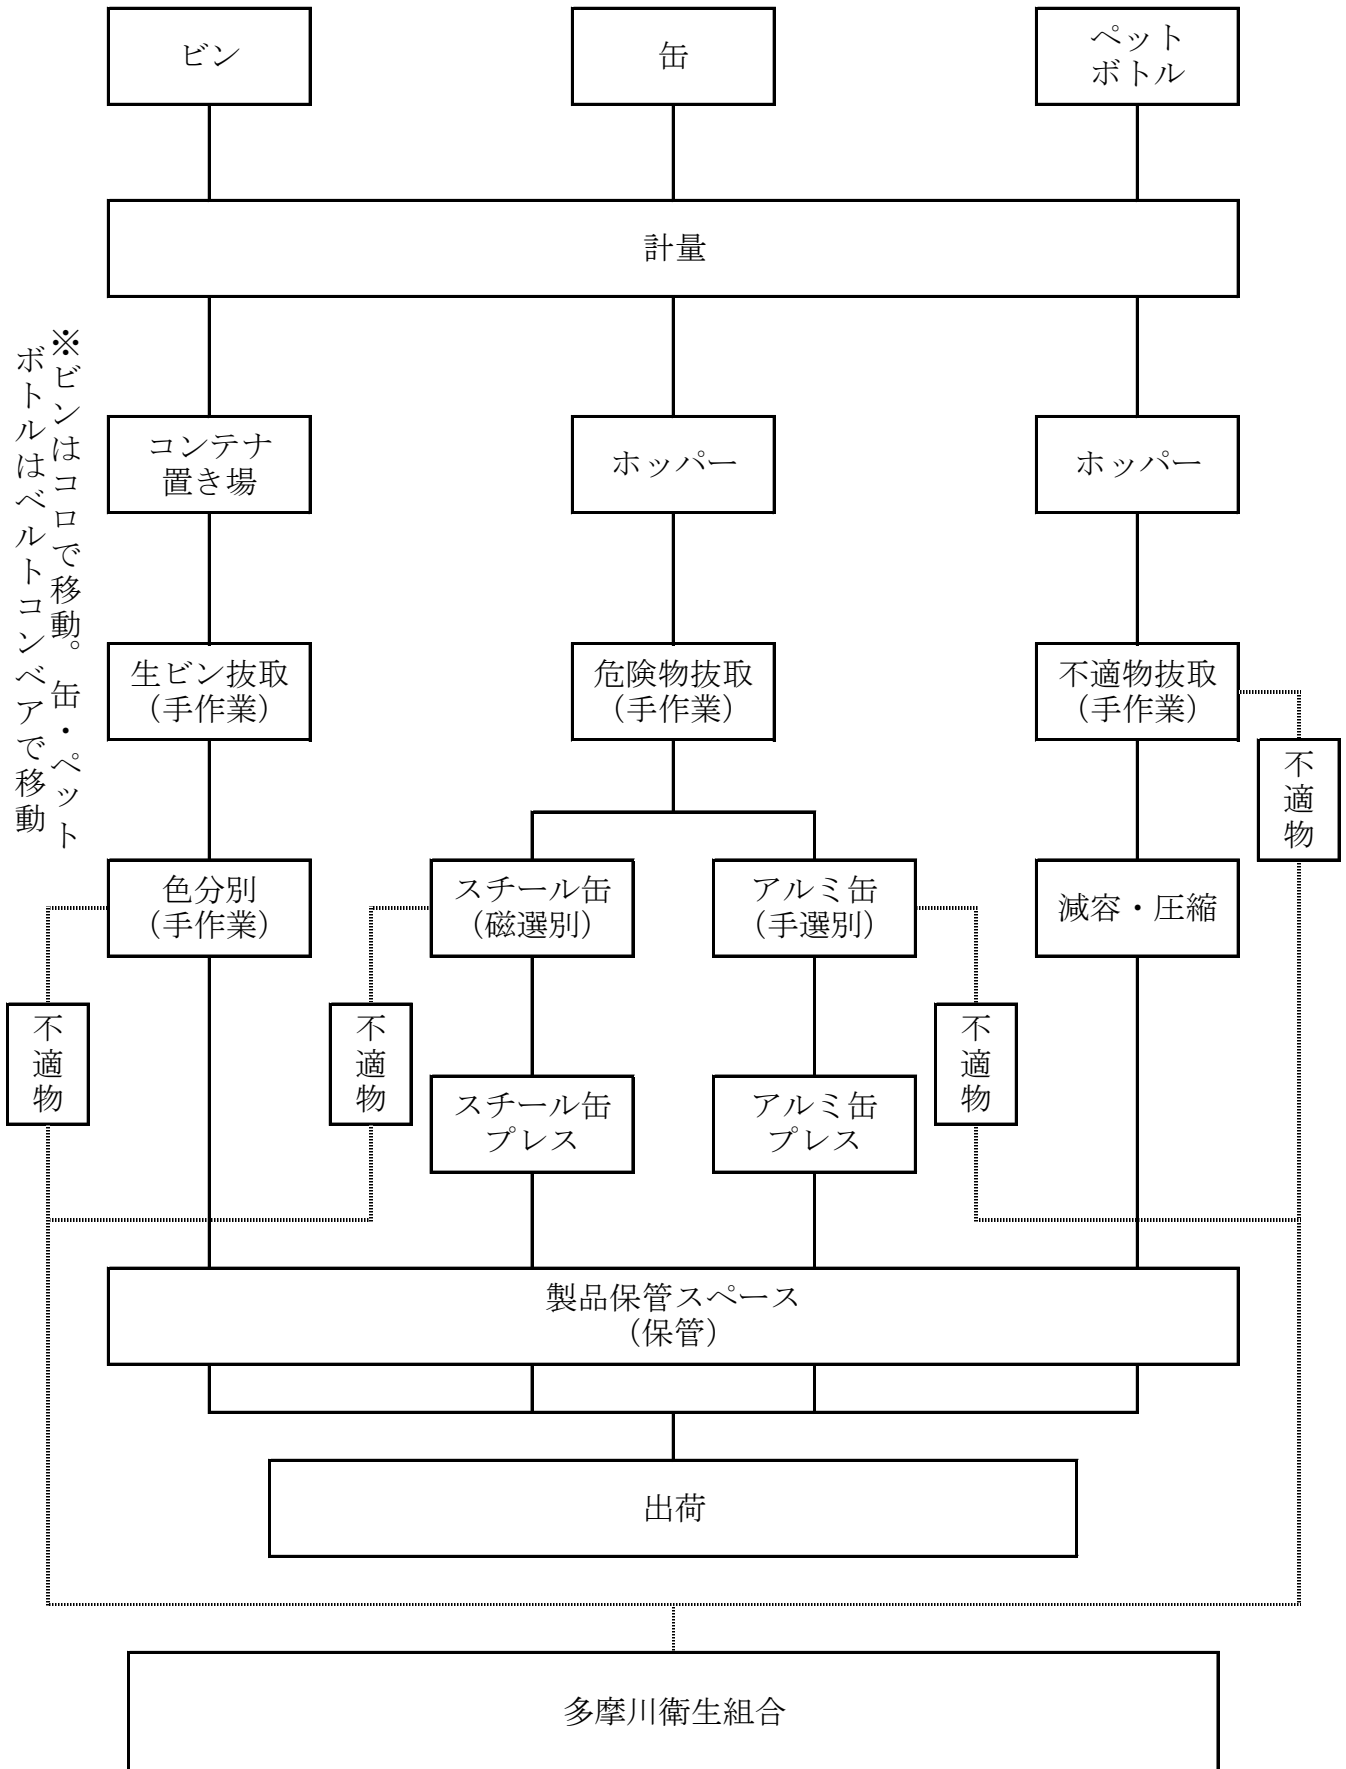 ビン
缶
ペット
ボトル
計量
※ビンはコロで移動。缶・ペット
ボトルはベルトコンベアで移動
コンテナ
置き場
ホッパー
ホッパー
生ビン抜取
（手作業）
危険物抜取
（手作業）
不適物抜取
（手作業）
不適物
色分別
（手作業）
スチール缶
（磁選別）
アルミ缶
（手選別）
減容・圧縮
不適物
不適物
スチール缶
プレス
アルミ缶
プレス
不適物
製品保管スペース
（保管）
出荷
多摩川衛生組合